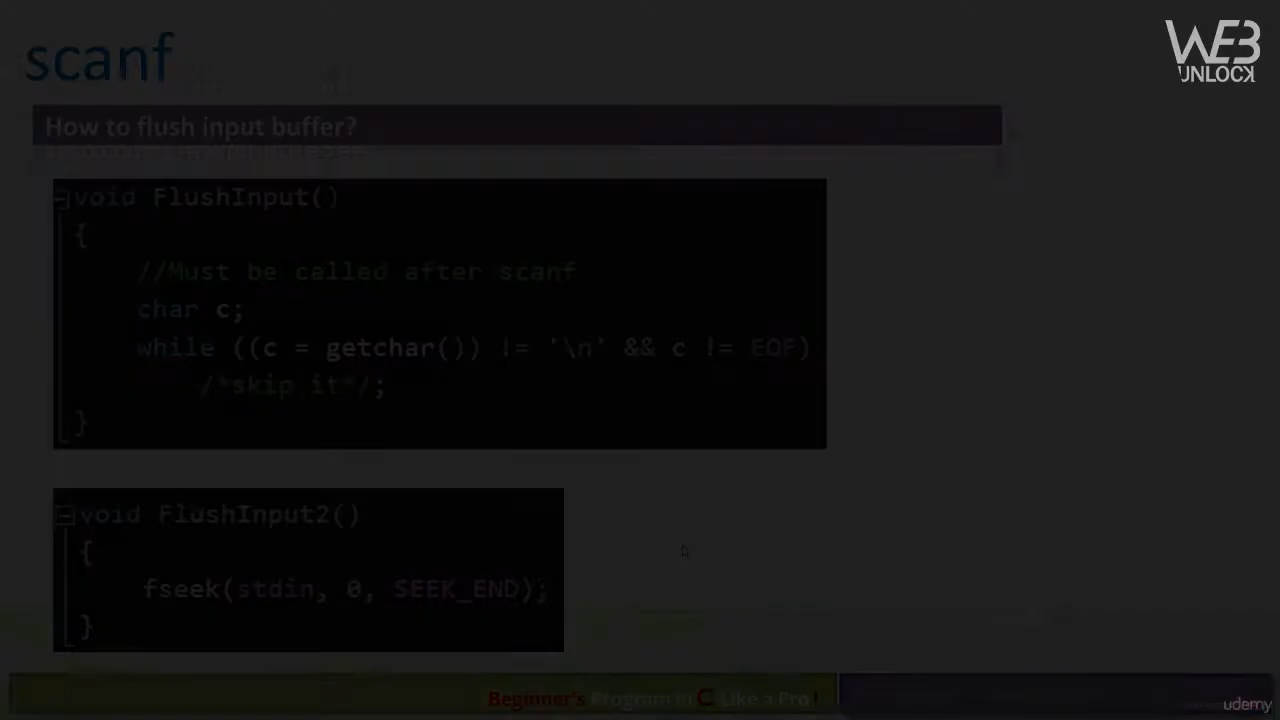 scanf
WEB
UNLOCK
How to flush input buffer?
void FlushInput()
{
//Must be called after scanf
char c;
while ((c = getchar()) != '\n' && c != EOF)
/*skip it*/;
}
void FlushInput2()
{
fseek(stdin, 0, SEEK_END);
}
Beginner's Program in C Like a Pro!
udemy